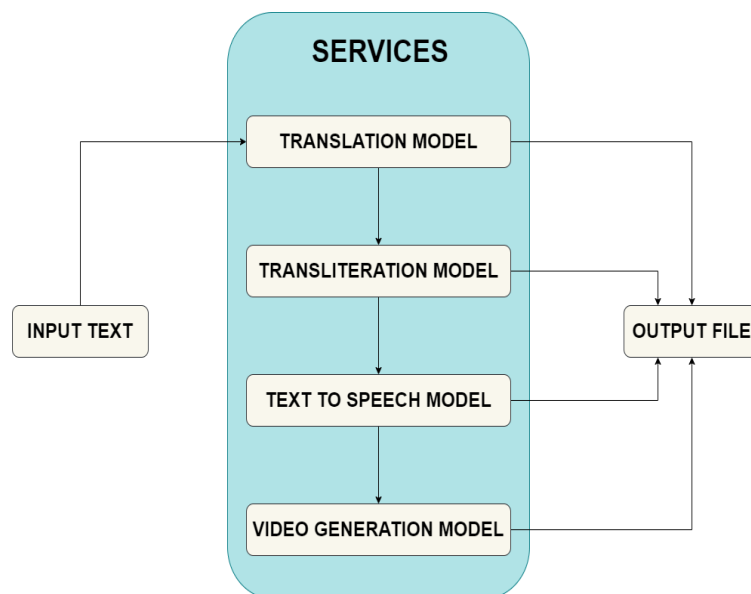 SERVICES
TRANSLATION MODEL
TRANSLITERATION MODEL
INPUT TEXT
OUTPUT FILE
TEXT TO SPEECH MODEL
VIDEO GENERATION MODEL